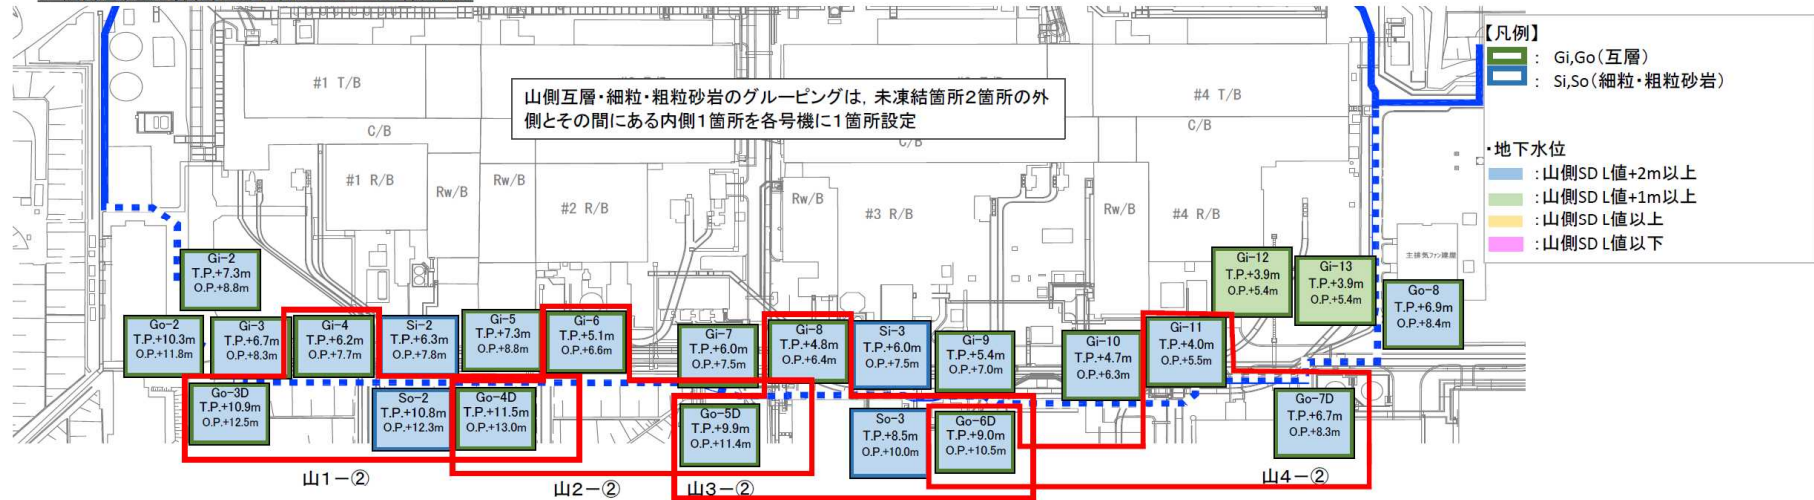 #1 T/B
#4 T/B
山側互層・細粒・粗粒砂岩のグルーピングは，未凍結箇所2箇所の外
側とその間にある内側1箇所を各号機に1箇所設定
C/B
C/B
C/B
#1 R/B
Rw/B
Rw/B
#2 R/B
Rw/B
#3 R/B
Rw/B
#4 R/B
【凡例】
： Gi,Go（互層）
： Si,So（細粒・粗粒砂岩）
・地下水位
：山側SD L値+2m以上
：山側SD L値+1m以上
：山側SD L値以上
：山側SD L値以下
主排気ファン建屋
Gi-2
T.P.+7.3m
O.P.+8.8m
Gi-12
T.P.+3.9m
O.P.+5.4m
Gi-13
T.P.+3.9m
O.P.+5.4m
Go-8
T.P.+6.9m
O.P.+8.4m
Go-2
T.P.+10.3m
O.P.+11.8m
Gi-3
T.P.+6.7m
O.P.+8.3m
Gi-4
T.P.+6.2m
O.P.+7.7m
Si-2
T.P.+6.3m
O.P.+7.8m
Gi-5
T.P.+7.3m
O.P.+8.8m
Gi-6
T.P.+5.1m
O.P.+6.6m
Gi-7
T.P.+6.0m
O.P.+7.5m
Gi-8
T.P.+4.8m
O.P.+6.4m
Si-3
T.P.+6.0m
O.P.+7.5m
Gi-9
T.P.+5.4m
O.P.+7.0m
Gi-10
T.P.+4.7m
O.P.+6.3m
Gi-11
T.P.+4.0m
O.P.+5.5m
Go-3D
T.P.+10.9m
O.P.+12.5m
So-2
T.P.+10.8m
O.P.+12.3m
Go-4D
T.P.+11.5m
O.P.+13.0m
Go-5D
T.P.+9.9m
O.P.+11.4m
So-3
T.P.+8.5m
O.P.+10.0m
Go-6D
T.P.+9.0m
O.P.+10.5m
Go-7D
T.P.+6.7m
O.P.+8.3m
山1－②
山2－②
山3－②
山4－②